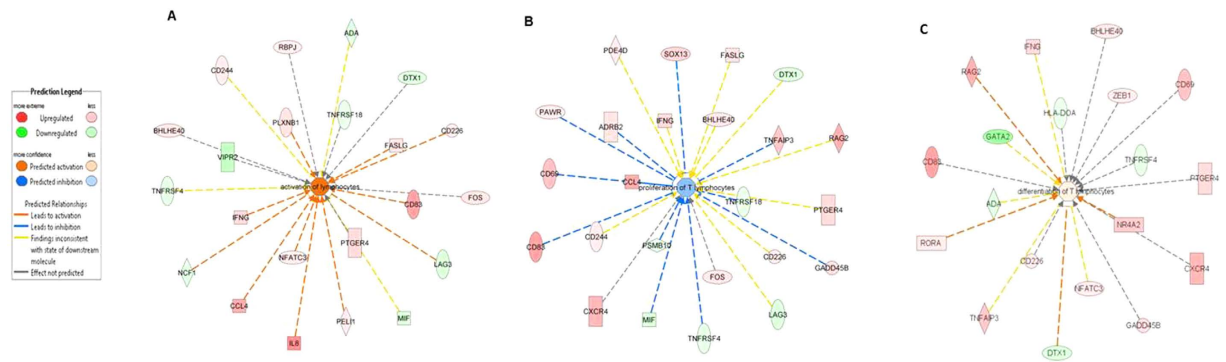 A
B
C
Prediction Legend
more extreme less
Upregulated
Downregulated
more confidence less
Predicted activation
Predicted inhibition
Predicted Relationships
Leads to activation
Leads to inhibition
Findings inconsistent
with state of downstream
molecule
Effect not predicted
ADA
RBPJ
CD244
DTX1
TNFRSF18
PLXNB1
BHLHE40
FASLG
CD226
VIPR2
activation of lymphocytes
TNFRSF4
CD83
FOS
IFNG
PTGER4
NFATC3
NCF1
LAG3
CCL4
PELI1
MIF
IL8
PDE4D
SOX13
FASLG
DTX1
PAWR
ADRB2
IFNG
BHLHE40
TNFAIP3
RAG2
CD69
CCL4
proliferation of T lymphocytes
TNFRSF18
PTGER4
CD83
CD244
PSMB10
CD226
GADD45B
FOS
CXCR4
MIF
LAG3
TNFRSF4
BHLHE40
IFNG
RAG2
CD69
ZEB1
HLA-DOA
GATA2
TNFRSF4
CD83
PTGER4
differentiation of T lymphocytes
ADA
NR4A2
RORA
CD226
CXCR4
NFATC3
TNFAIP3
GADD45B
DTX1